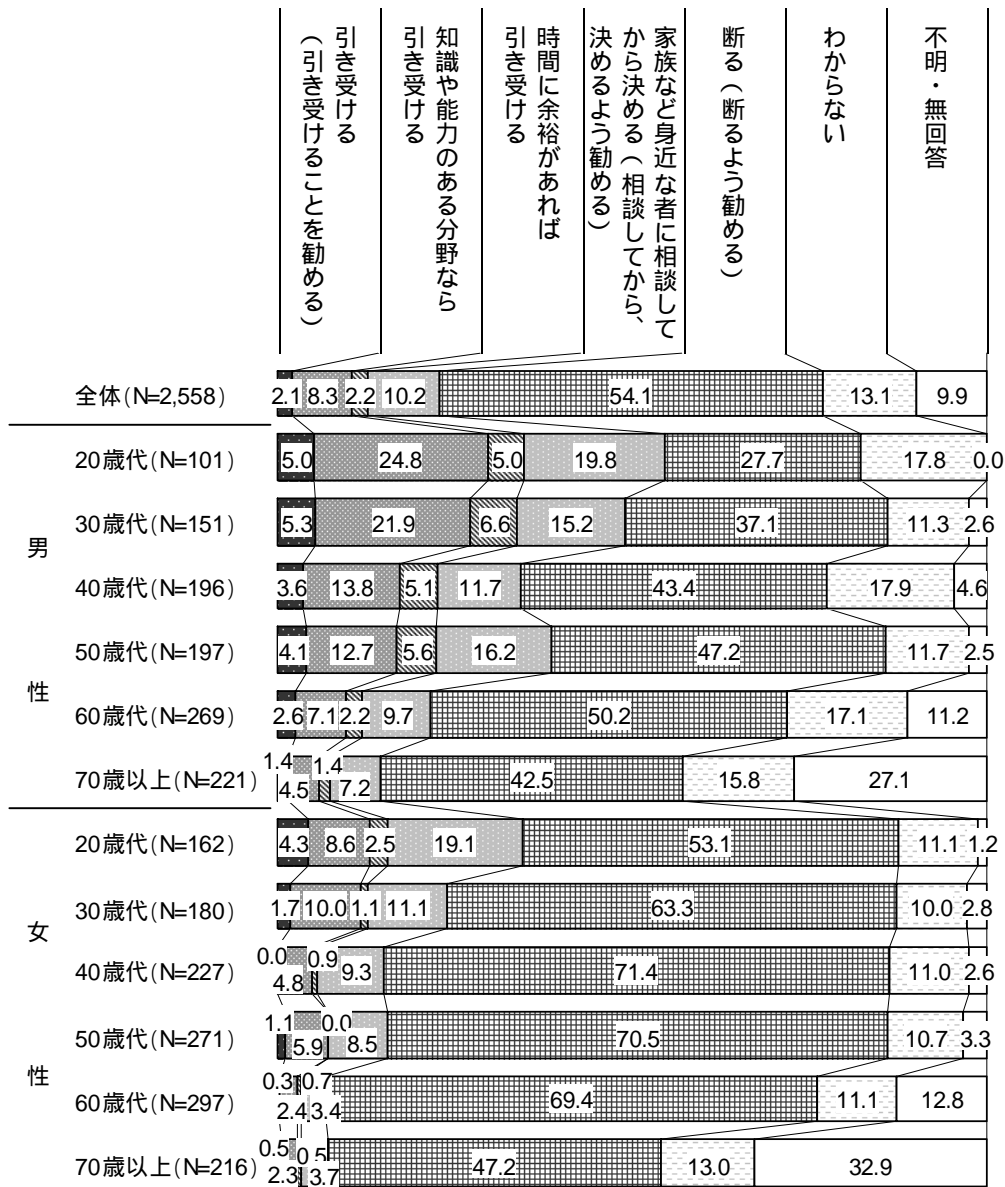 引き受ける
(引き受けることを勧める)
知識や能力のある分野なら
引き受ける
時間に余裕があれば
引き受ける
家族など身近な者に相談して
から決める(相談してから、
決めるよう勧める)
断る(断るよう勧める)
わからない
不明・無回答
全体(N=2,558) 2.1 8.3 2.2 10.2 54.1 13.1 9.9
男性
20歳代(N=101) 5.0 24.8 5.0 19.8 27.7 17.8 0.0
30歳代(N=151) 5.3 21.9 6.6 15.2 37.1 11.3 2.6
40歳代(N=196) 3.6 13.8 5.1 11.7 43.4 17.9 4.6
50歳代(N=197) 4.1 12.7 5.6 16.2 47.2 11.7 2.5
60歳代(N=269) 2.6 7.1 2.2 9.7 50.2 17.1 11.2
70歳以上(N=221) 1.4 4.5 1.4 7.2 42.5 15.8 27.1
女性
20歳代(N=162) 4.3 8.6 2.5 19.1 53.1 11.1 1.2
30歳代(N=180) 1.7 10.0 1.1 11.1 63.3 10.0 2.8
40歳代(N=227) 0.0 4.8 0.9 9.3 71.4 11.0 2.6
50歳代(N=271) 1.1 5.9 0.0 8.5 70.5 10.7 3.3
60歳代(N=297) 0.3 2.4 0.7 3.4 69.4 11.1 12.8
70歳以上(N=216) 0.5 2.3 0.5 3.7 47.2 13.0 32.9